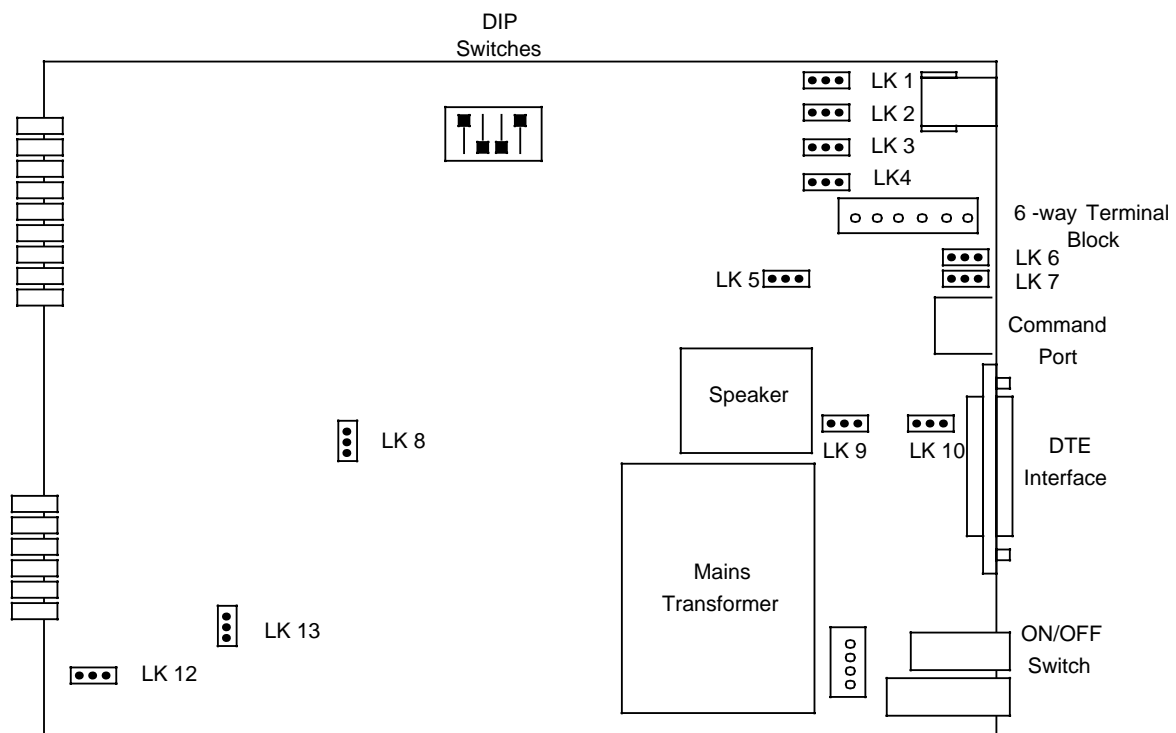 DIP
Switches
LK 1
LK 2
LK 3
LK4
6 -way Terminal
Block
LK 6
LK 5
LK 7
Command
Port
Speaker
LK 8
LK 9
LK 10
DTE
Interface
Mains
Transformer
LK 13
ON/OFF
Switch
LK 12